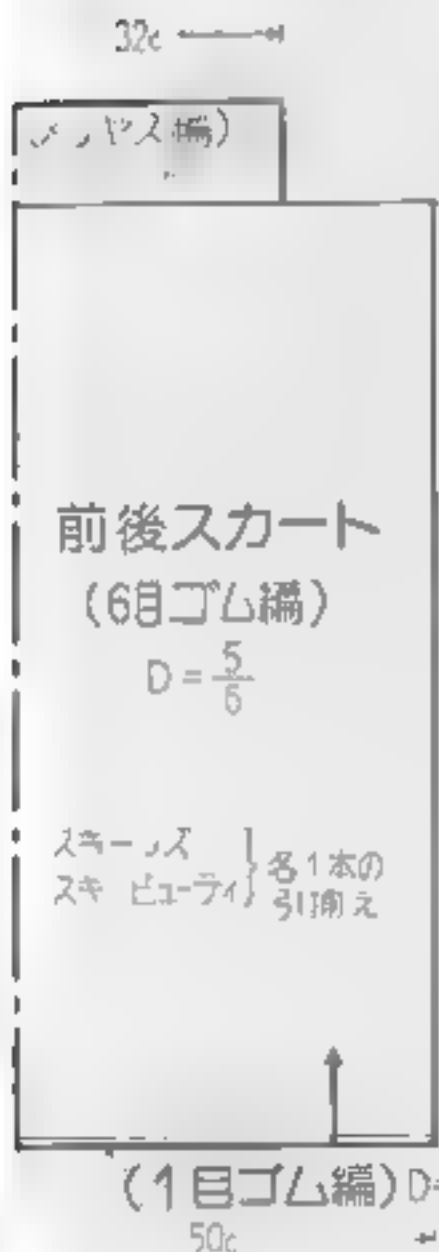 32c
メリヤス編)
前後スカート
(6目ゴム編)
D = 5/6
スキー
スキービューティ} 各1本の
引揃え
(1目ゴム編) D=
50c